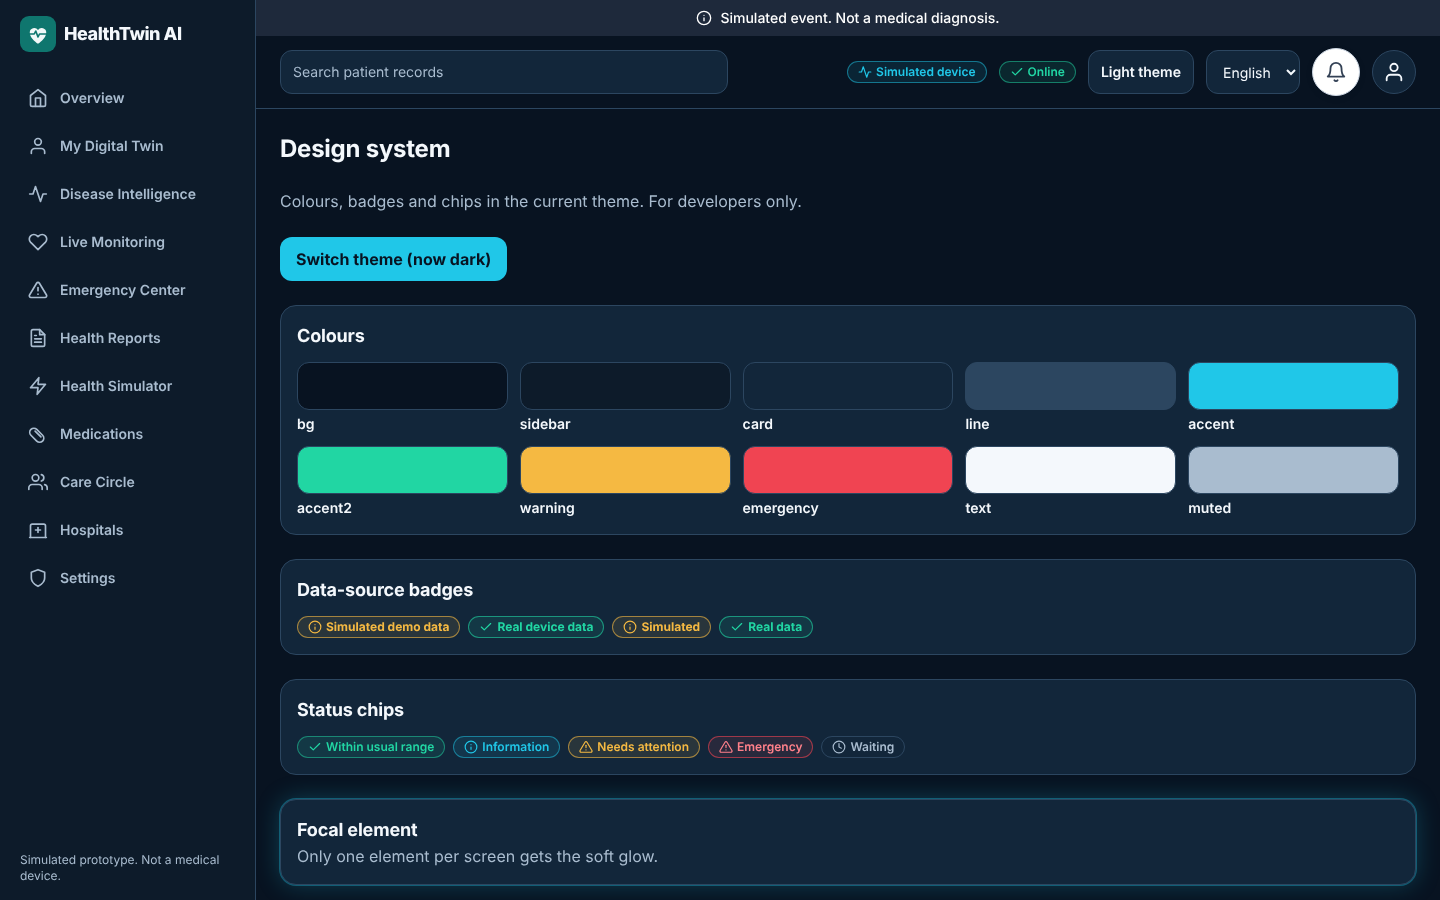 Simulated event. Not a medical diagnosis.
HealthTwin AI
Search patient records
Simulated device
Online
Light theme
English
Overview
My Digital Twin
Disease Intelligence
Live Monitoring
Emergency Center
Health Reports
Health Simulator
Medications
Care Circle
Hospitals
Settings
Simulated prototype. Not a medical
device.
Design system
Colours, badges and chips in the current theme. For developers only.
Switch theme (now dark)
Colours
bg sidebar card line accent
accent2 warning emergency text muted
Data-source badges
Simulated demo data Real device data Simulated Real data
Status chips
Within usual range Information Needs attention Emergency Waiting
Focal element
Only one element per screen gets the soft glow.